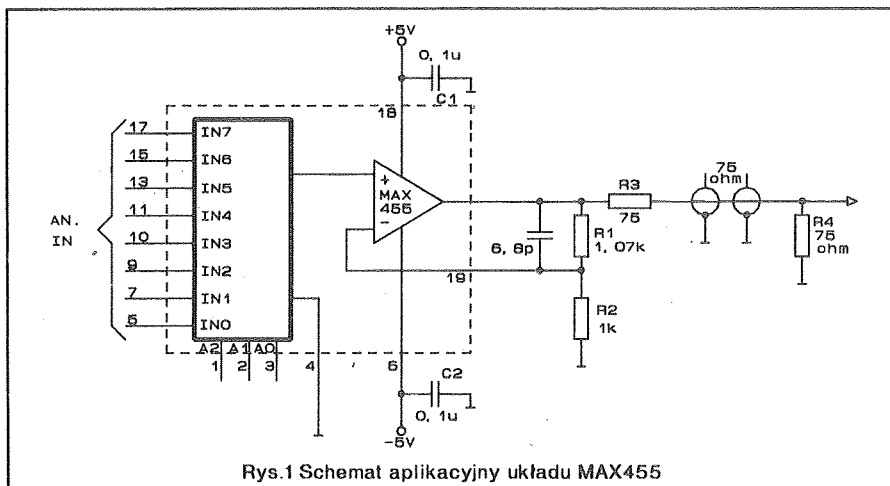 +5V
0, 1u
C1
18
17 IN7
15 IN6
13 IN5
11 IN4
10 IN3
9 IN2
7 IN1
5 IN0
AN.
IN
A2 A1 A0
1 2 3 4
+
MAX
455
-
19
6
6, 8p
R1
1, 07k
R2
1k
R3
75
75
ohm
R4
75
ohm
C2
0, 1u
-5V
Rys.1 Schemat aplikacyjny układu MAX455